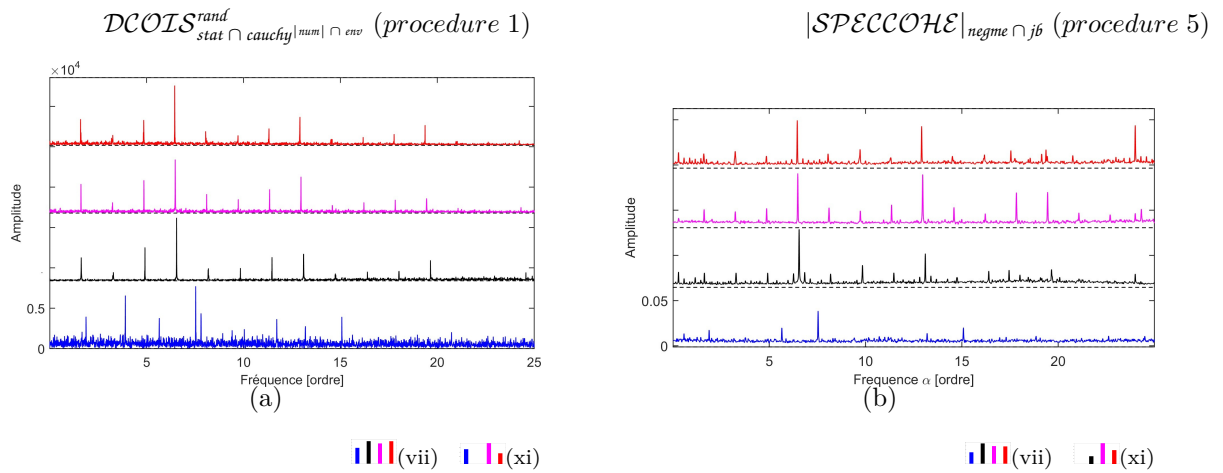 DCOIS^{rand}_{stat ∩ cauchy^{|num| ∩ env}} (procedure 1)
|SPECCOHE|_{negme ∩ jb} (procedure 5)
×10^4
Amplitude
0.5
0
5
10
15
20
25
Fréquence [ordre]
(a)
Amplitude
0.05
0
5
10
15
20
Frequence α [ordre]
(b)
(vii)
(xi)
(vii)
(xi)